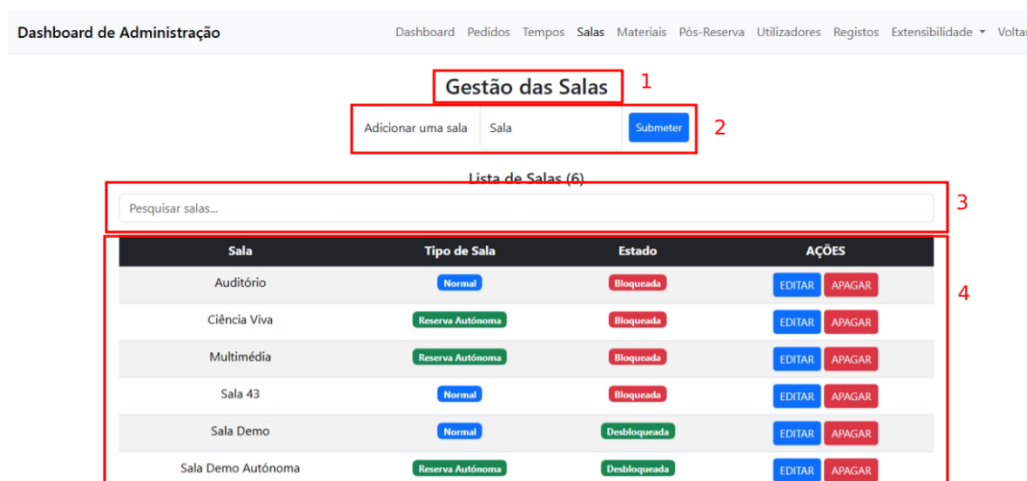 Dashboard de Administração Dashboard Pedidos Tempos Salas Materiais Pós-Reserva Utilizadores Registos Extensibilidade Voltar
Gestão das Salas 1
Adicionar uma sala Sala Submeter 2
Lista de Salas (6)
Pesquisar salas... 3
Sala Tipo de Sala Estado AÇÕES
Auditório Normal Bloqueada EDITAR APAGAR 4
Ciência Viva Reserva Autónoma Bloqueada EDITAR APAGAR
Multimédia Reserva Autónoma Bloqueada EDITAR APAGAR
Sala 43 Normal Bloqueada EDITAR APAGAR
Sala Demo Normal Desbloqueada EDITAR APAGAR
Sala Demo Autónoma Reserva Autónoma Desbloqueada EDITAR APAGAR